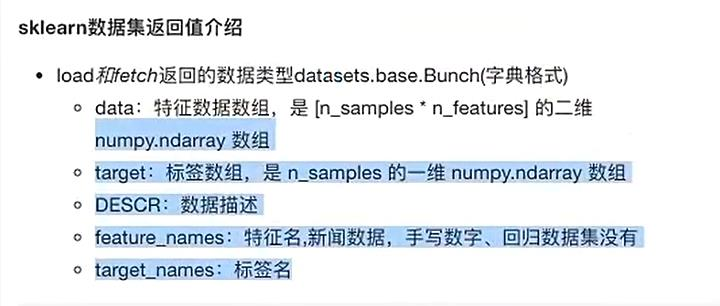 sklearn数据集返回值介绍
load和fetch返回的数据类型datasets.base.Bunch(字典格式)
data：特征数据数组，是 [n_samples * n_features] 的二维
numpy.ndarray 数组
target：标签数组，是 n_samples 的一维 numpy.ndarray 数组
DESCR：数据描述
feature_names：特征名,新闻数据，手写数字、回归数据集没有
target_names：标签名